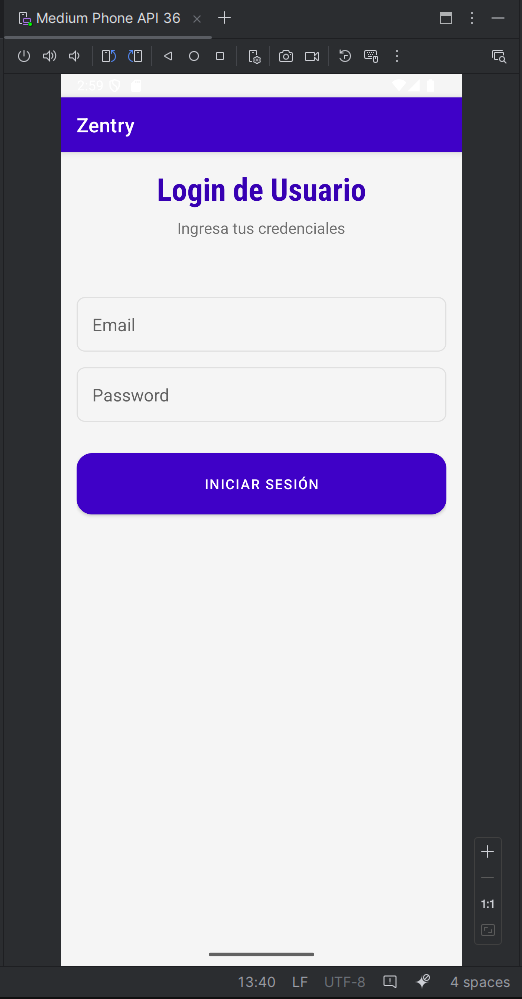 Medium Phone API 36
2:59
Zentry
Login de Usuario
Ingresa tus credenciales
Email
Password
INICIAR SESIÓN
1:1
13:40 LF UTF-8 4 spaces